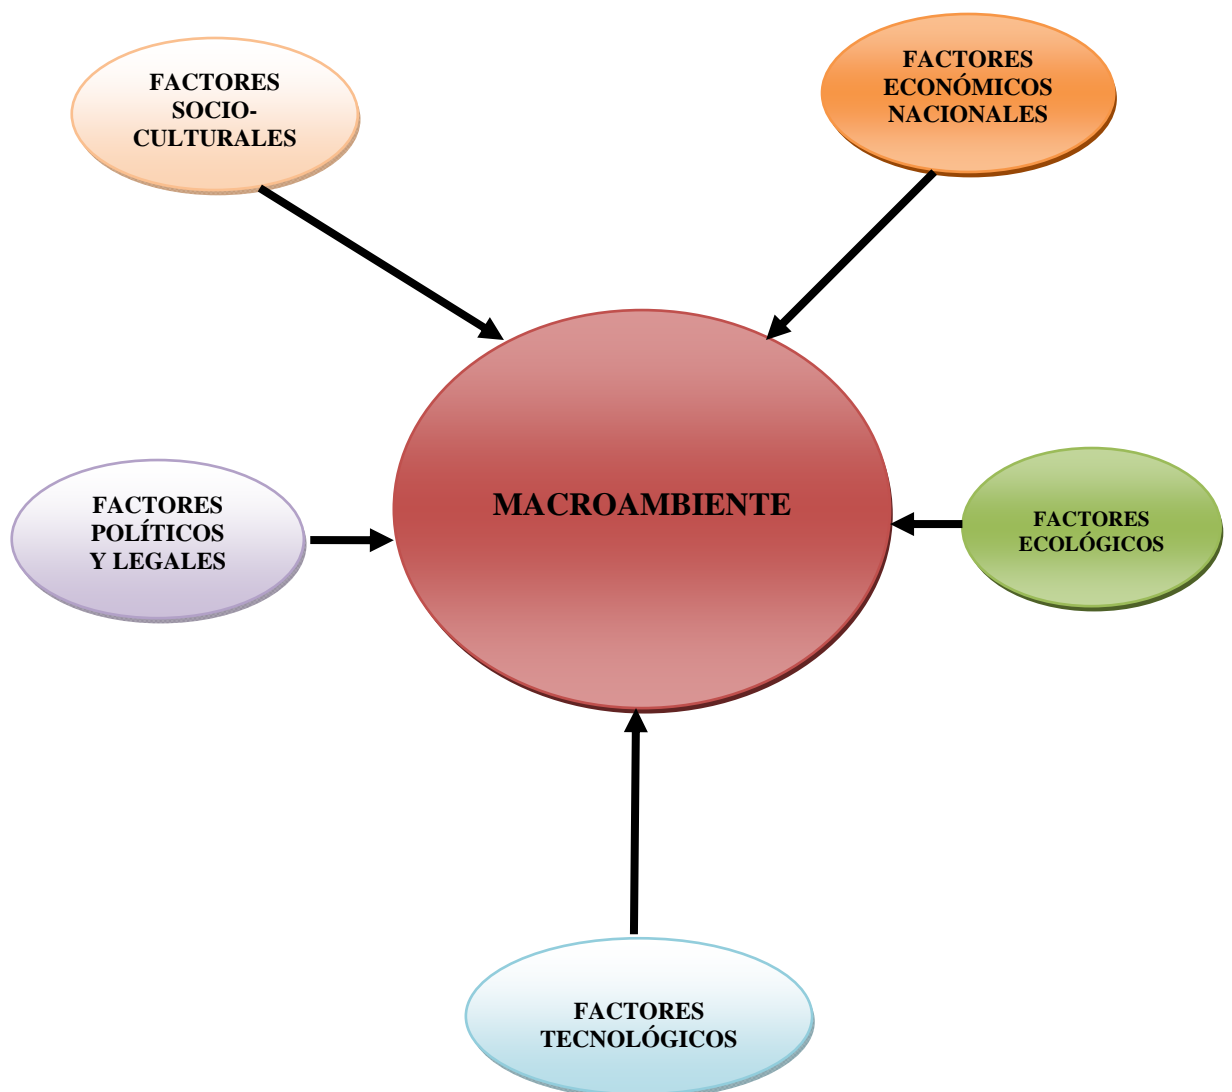 FACTORES
SOCIO-
CULTURALES
FACTORES
ECONÓMICOS
NACIONALES
MACROAMBIENTE
FACTORES
POLÍTICOS
Y LEGALES
FACTORES
ECOLÓGICOS
FACTORES
TECNOLÓGICOS